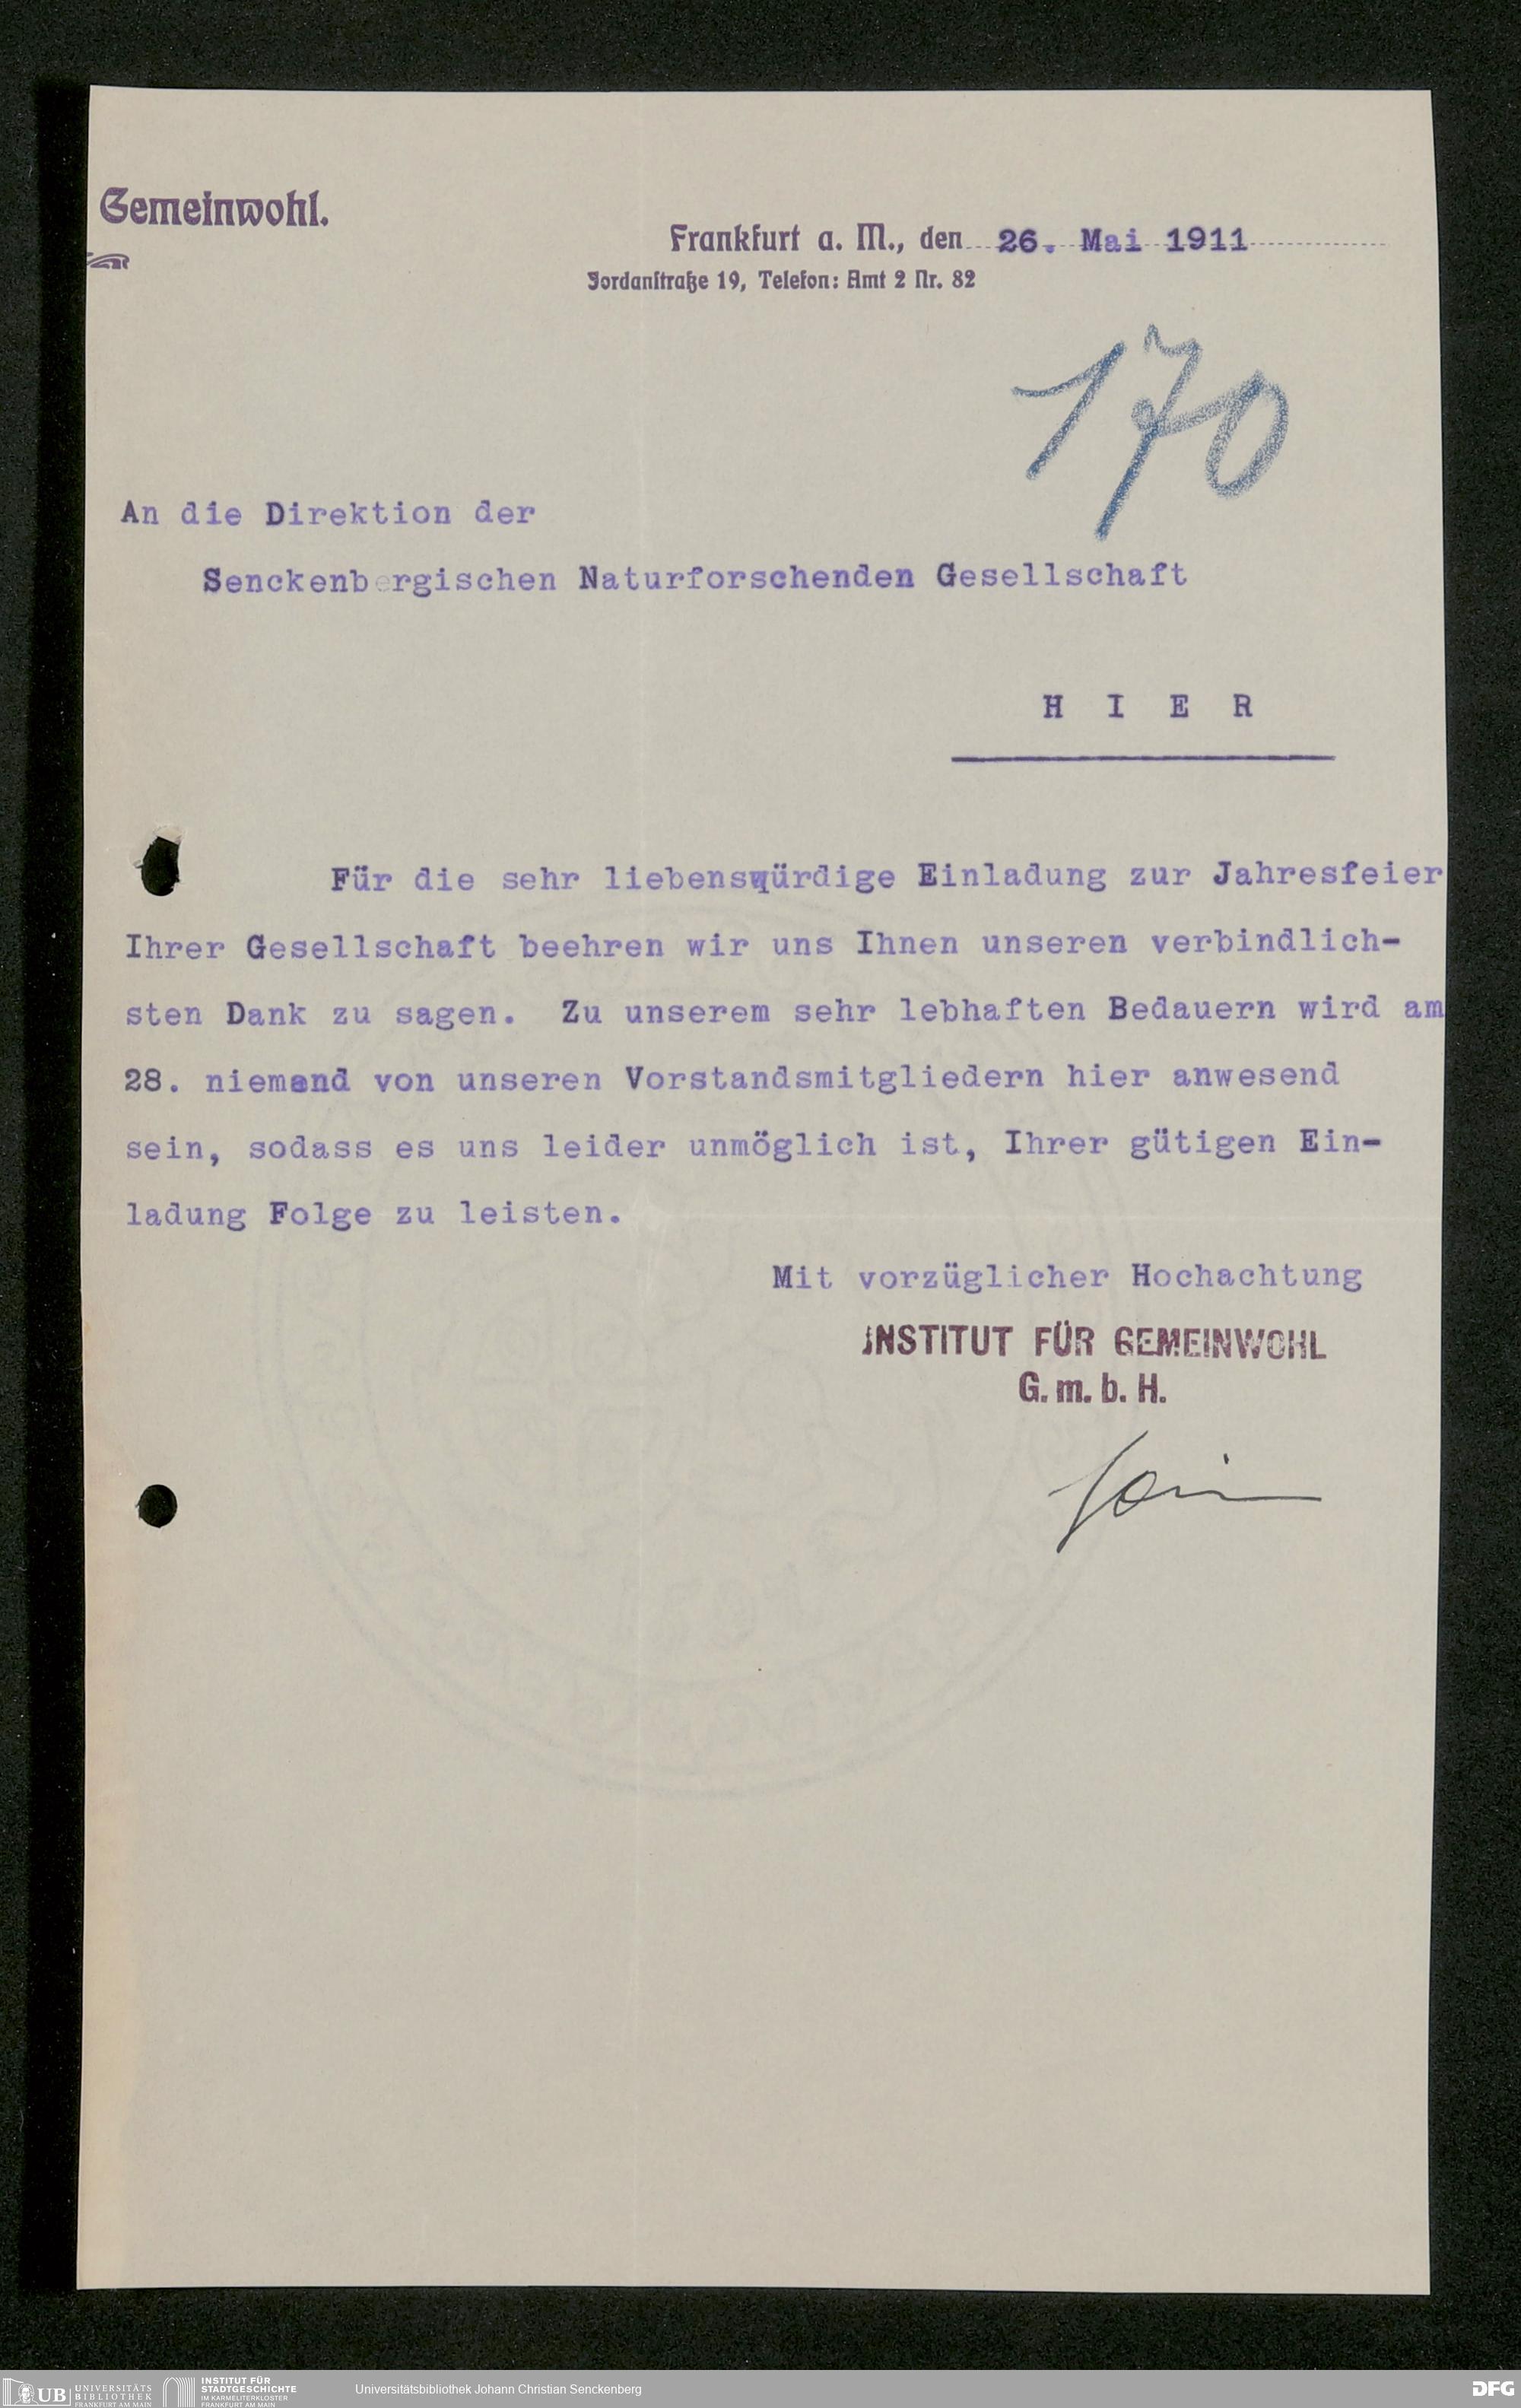 Gemeinwohl.
Frankfurt a. M., den 26. Mai 1911
Jordanstraße 19, Telefon: Amt 2 Nr. 82
170
An die Direktion der
Senckenbergischen Naturforschenden Gesellschaft
H I E R
Für die sehr liebenswürdige Einladung zur Jahresfeier
Ihrer Gesellschaft beehren wir uns Ihnen unseren verbindlich-
sten Dank zu sagen. Zu unserem sehr lebhaften Bedauern wird am
28. niemand von unseren Vorstandsmitgliedern hier anwesend
sein, sodass es uns leider unmöglich ist, Ihrer gütigen Ein-
ladung Folge zu leisten.
Mit vorzüglicher Hochachtung
INSTITUT FÜR GEMEINWOHL
G. m. b. H.
UB UNIVERSITÄTS BIBLIOTHEK FRANKFURT AM MAIN
INSTITUT FÜR STADTGESCHICHTE IM KARMELITERKLOSTER FRANKFURT AM MAIN
Universitätsbibliothek Johann Christian Senckenberg
DFG